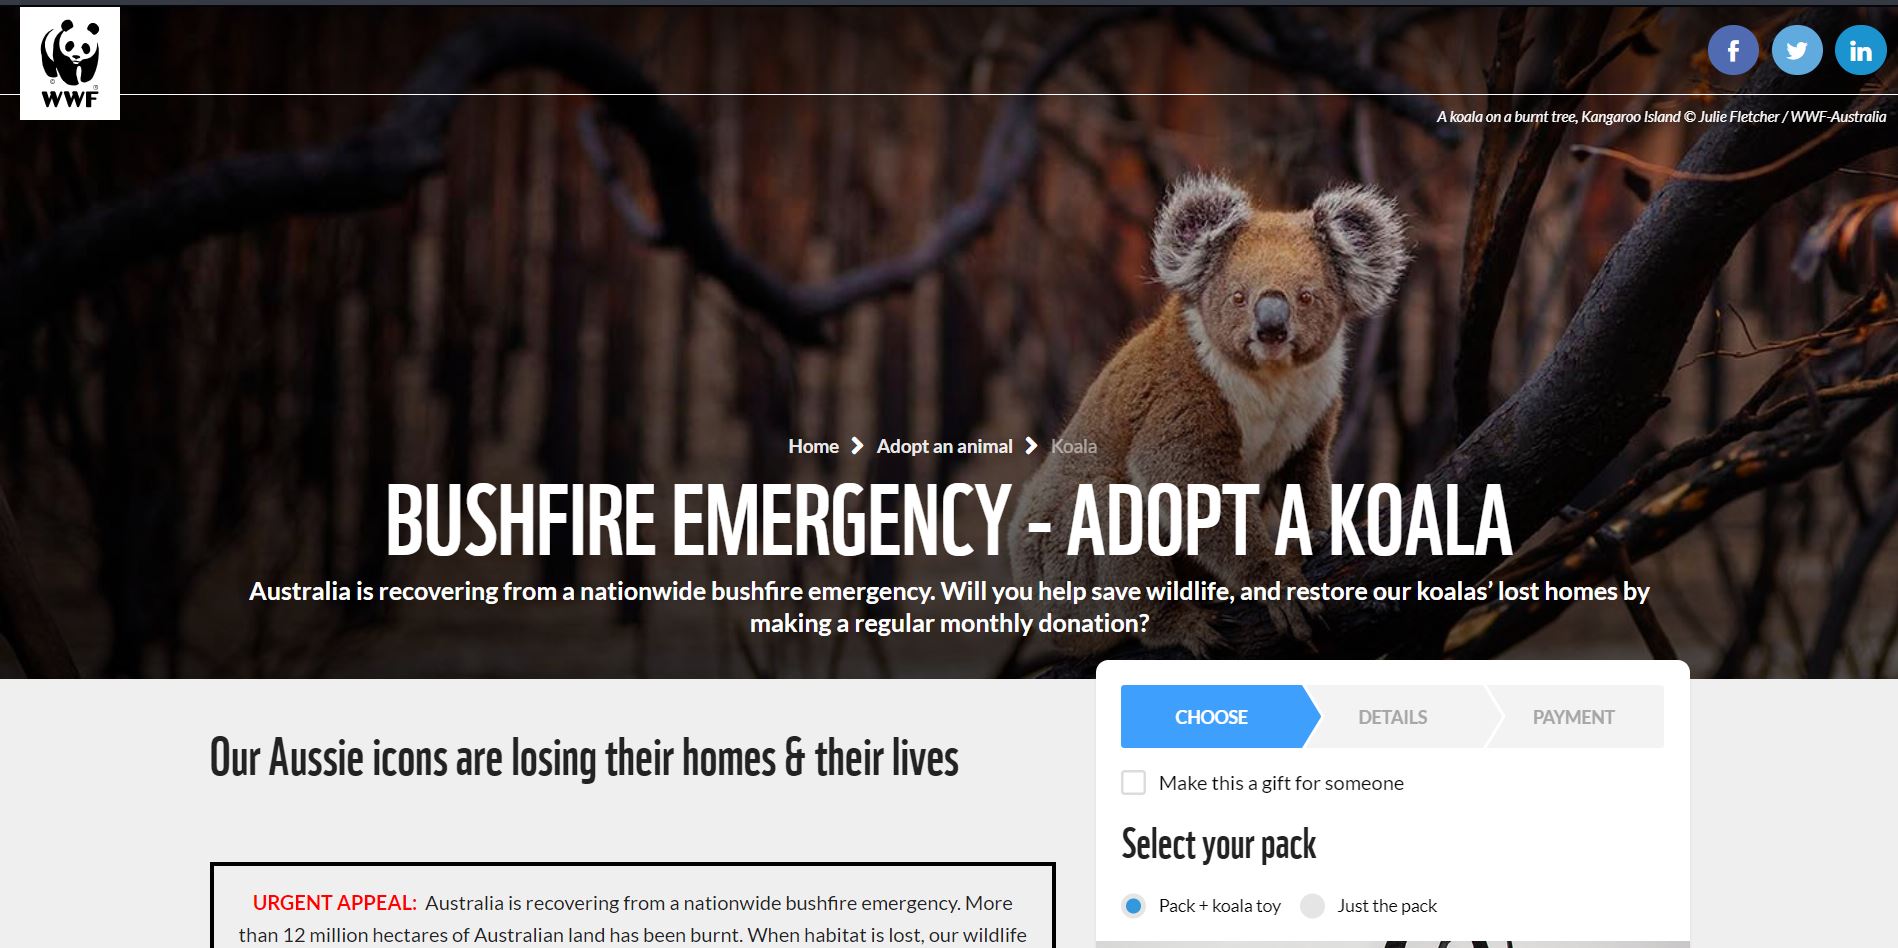 WWF
A koala on a burnt tree, Kangaroo Island © Julie Fletcher / WWF-Australia
Home
Adopt an animal
Koala
BUSHFIRE EMERGENCY - ADOPT A KOALA
Australia is recovering from a nationwide bushfire emergency. Will you help save wildlife, and restore our koalas’ lost homes by
making a regular monthly donation?
Our Aussie icons are losing their homes & their lives
URGENT APPEAL: Australia is recovering from a nationwide bushfire emergency. More
than 12 million hectares of Australian land has been burnt. When habitat is lost, our wildlife
CHOOSE
DETAILS
PAYMENT
Make this a gift for someone
Select your pack
Pack + koala toy
Just the pack